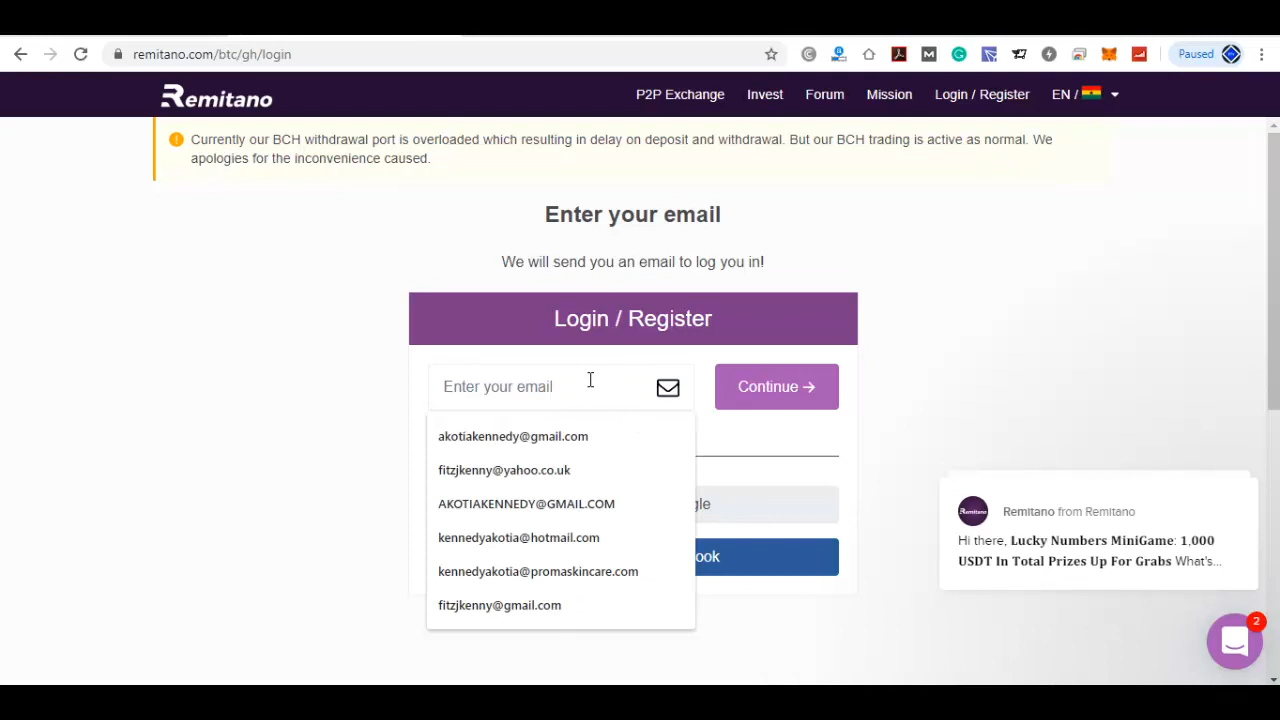 remitano.com/btc/gh/login
Paused
Remitano
P2P Exchange Invest Forum Mission Login / Register EN /
Currently our BCH withdrawal port is overloaded which resulting in delay on deposit and withdrawal. But our BCH trading is active as normal. We
apologies for the inconvenience caused.
Enter your email
We will send you an email to log you in!
Login / Register
Enter your email
Continue →
akotiakennedy@gmail.com
fitzjkenny@yahoo.co.uk
AKOTIAKENNEDY@GMAIL.COM
gle
kennedyakotia@hotmail.com
ook
kennedyakotia@promaskincare.com
fitzjkenny@gmail.com
Remitano
Remitano from Remitano
Hi there, Lucky Numbers MiniGame: 1,000
USDT In Total Prizes Up For Grabs What's...
2